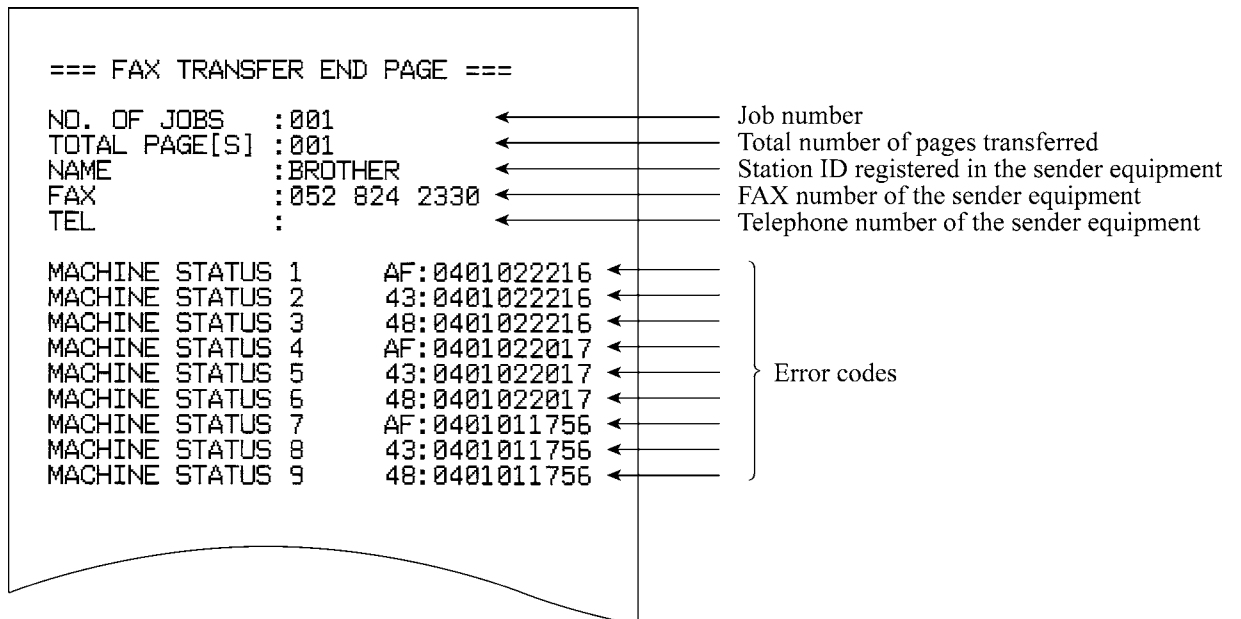 === FAX TRANSFER END PAGE ===
NO. OF JOBS :001 Job number
TOTAL PAGE[S] :001 Total number of pages transferred
NAME :BROTHER Station ID registered in the sender equipment
FAX :052 824 2330 FAX number of the sender equipment
TEL : Telephone number of the sender equipment
MACHINE STATUS 1 AF:0401022216
MACHINE STATUS 2 43:0401022216
MACHINE STATUS 3 48:0401022216
MACHINE STATUS 4 AF:0401022017
MACHINE STATUS 5 43:0401022017 Error codes
MACHINE STATUS 6 48:0401022017
MACHINE STATUS 7 AF:0401011756
MACHINE STATUS 8 43:0401011756
MACHINE STATUS 9 48:0401011756